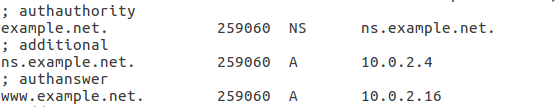 ; authauthority
example.net. 259060 NS ns.example.net.
; additional
ns.example.net. 259060 A 10.0.2.4
; authanswer
www.example.net. 259060 A 10.0.2.16